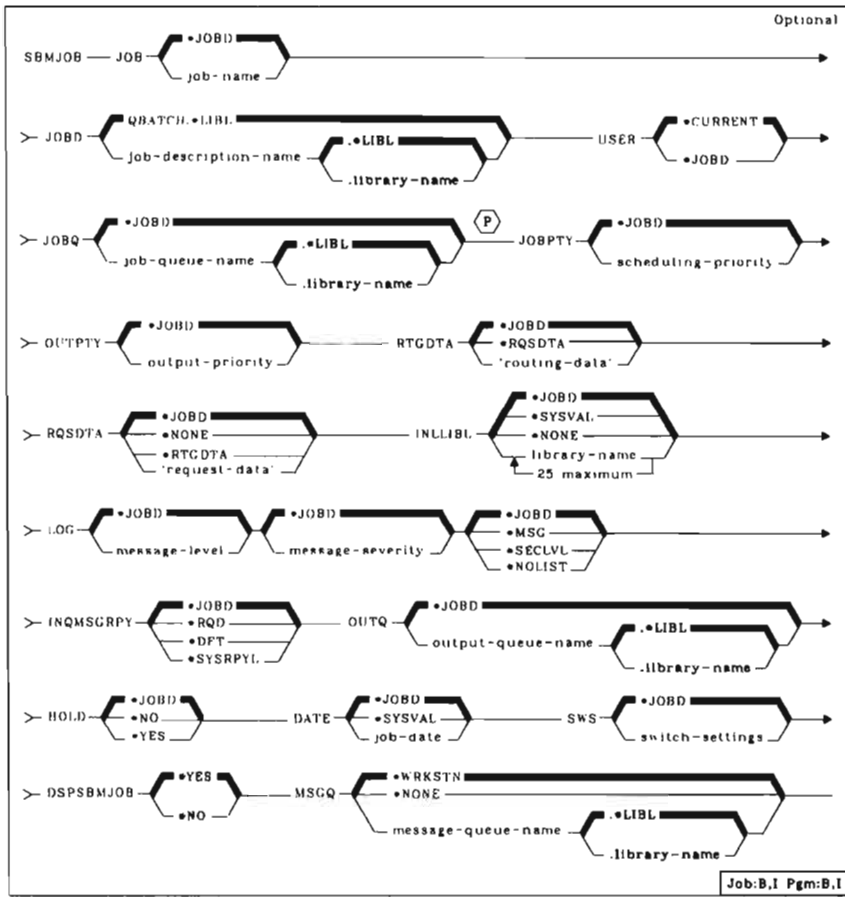 Optional
SBMJOB JOB *JOBD
job-name
JOBD QBATCH.*LIBL USER *CURRENT
job-description-name .*LIBL *JOBD
.library-name
P
JOBQ *JOBD JOBPTY *JOBD
job-queue-name .*LIBL scheduling-priority
.library-name
OUTPTY *JOBD RTGDTA *JOBD
output-priority *RQSDTA
'routing-data'
RQSDTA *JOBD INLLIBL *JOBD
*NONE *SYSVAL
*RTGDTA *NONE
'request-data' library-name
25 maximum
LOG *JOBD *JOBD *JOBD
message-level message-severity *MSG
*SECLVL
*NOLIST
INQMSGRPY *JOBD OUTQ *JOBD
*RQD
*DFT output-queue-name .*LIBL
*SYSRPYL .library-name
HOLD *JOBD DATE *JOBD SWS *JOBD
*NO *SYSVAL switch-settings
*YES job-date
DSPSBMJOB *YES MSGQ *WRKSTN
*NO *NONE
message-queue-name .*LIBL
.library-name
Job:B,I Pgm:B,I